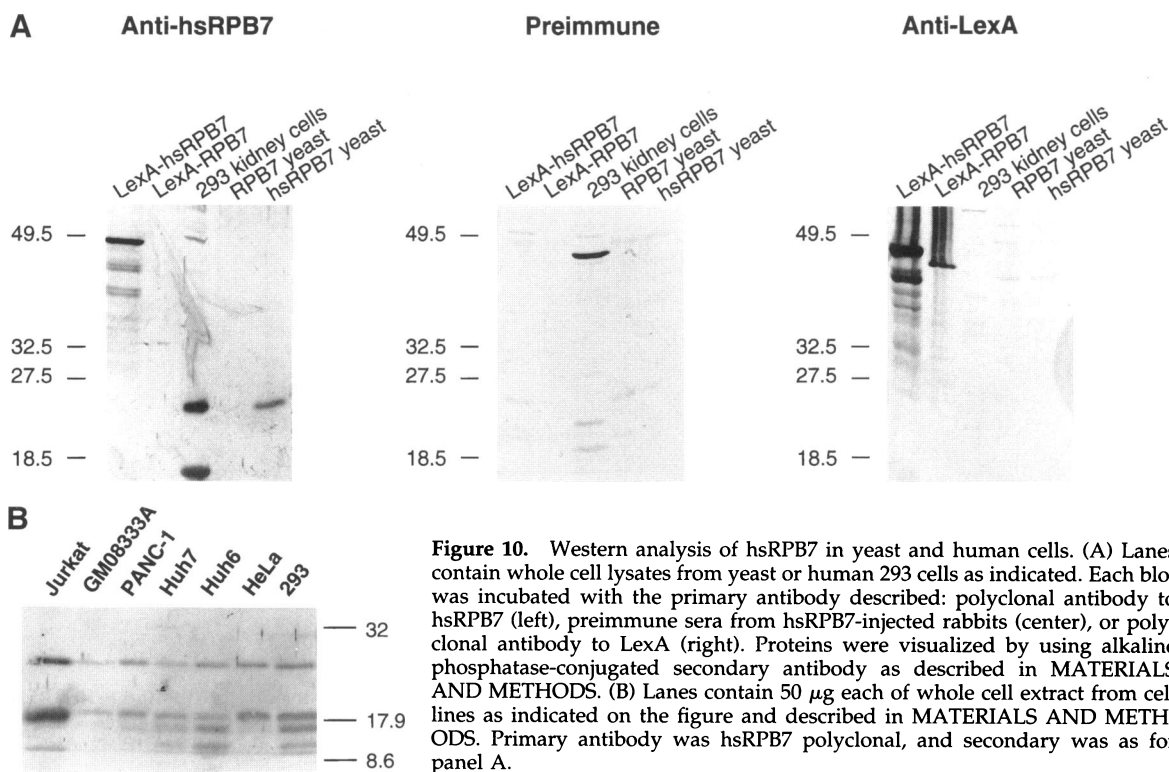 A
Anti-hsRPB7
Preimmune
Anti-LexA
LexA-hsRPB7
LexA-RPB7
293 kidney cells
RPB7 yeast
hsRPB7 yeast
LexA-hsRPB7
LexA-RPB7
293 kidney cells
RPB7 yeast
hsRPB7 yeast
LexA-hsRPB7
LexA-RPB7
293 kidney cells
RPB7 yeast
hsRPB7 yeast
49.5
32.5
27.5
18.5
49.5
32.5
27.5
18.5
49.5
32.5
27.5
18.5
B
Jurkat
GM08333A
PANC-1
Huh7
Huh6
HeLa
293
32
17.9
8.6
Figure 10. Western analysis of hsRPB7 in yeast and human cells. (A) Lanes
contain whole cell lysates from yeast or human 293 cells as indicated. Each blo
was incubated with the primary antibody described: polyclonal antibody to
hsRPB7 (left), preimmune sera from hsRPB7-injected rabbits (center), or poly-
clonal antibody to LexA (right). Proteins were visualized by using alkaline
phosphatase-conjugated secondary antibody as described in MATERIALS
AND METHODS. (B) Lanes contain 50 μg each of whole cell extract from cel
lines as indicated on the figure and described in MATERIALS AND METH
ODS. Primary antibody was hsRPB7 polyclonal, and secondary was as for
panel A.